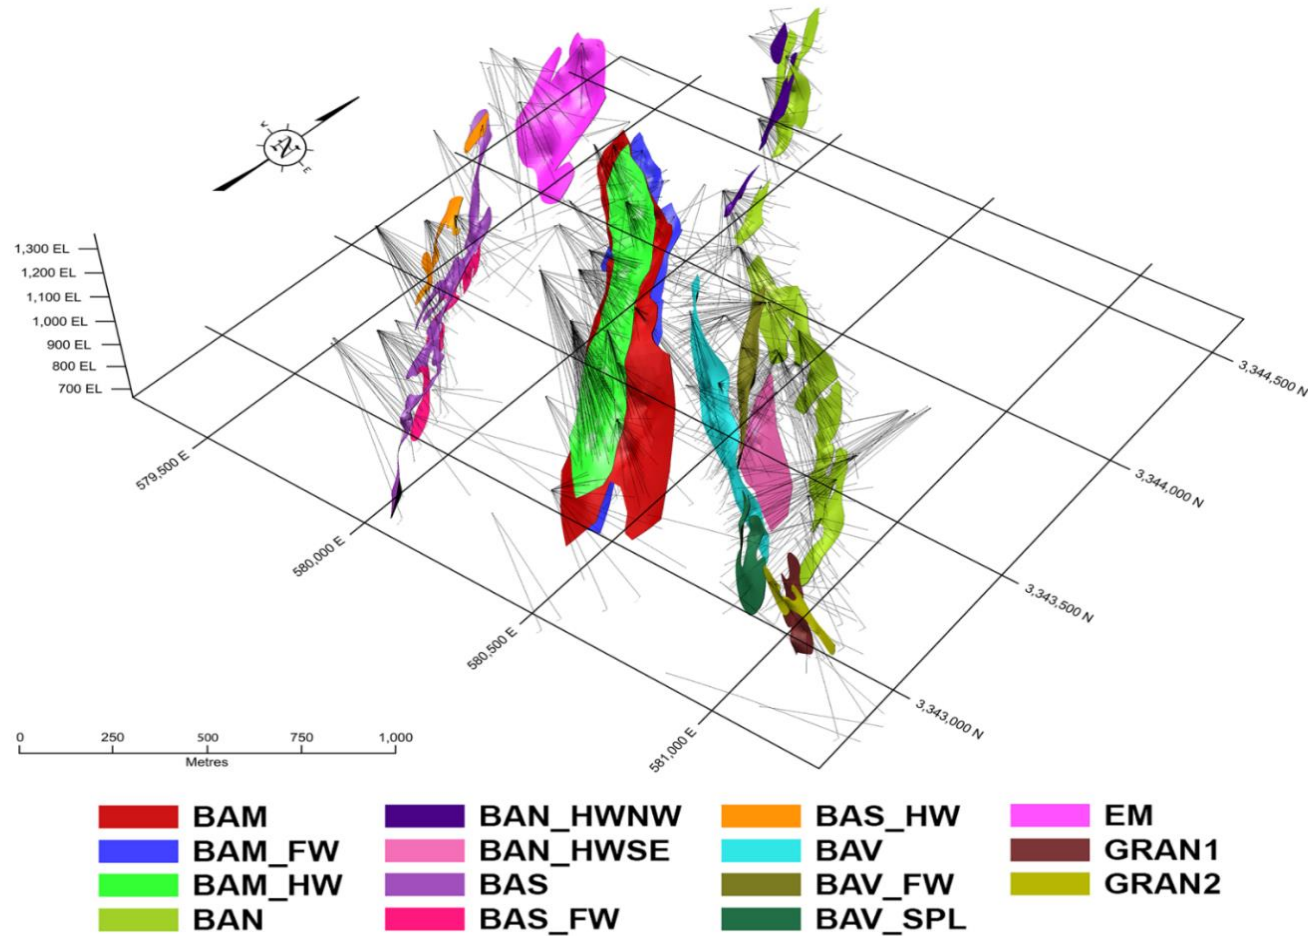 N
E
1,300 EL
1,200 EL
1,100 EL
1,000 EL
900 EL
800 EL
700 EL
579,500 E
580,000 E
580,500 E
581,000 E
3,344,500 N
3,344,000 N
3,343,500 N
3,343,000 N
0 250 500 750 1,000
Metres
BAM
BAM_FW
BAM_HW
BAN
BAN_HWNW
BAN_HWSE
BAS
BAS_FW
BAS_HW
BAV
BAV_FW
BAV_SPL
EM
GRAN1
GRAN2